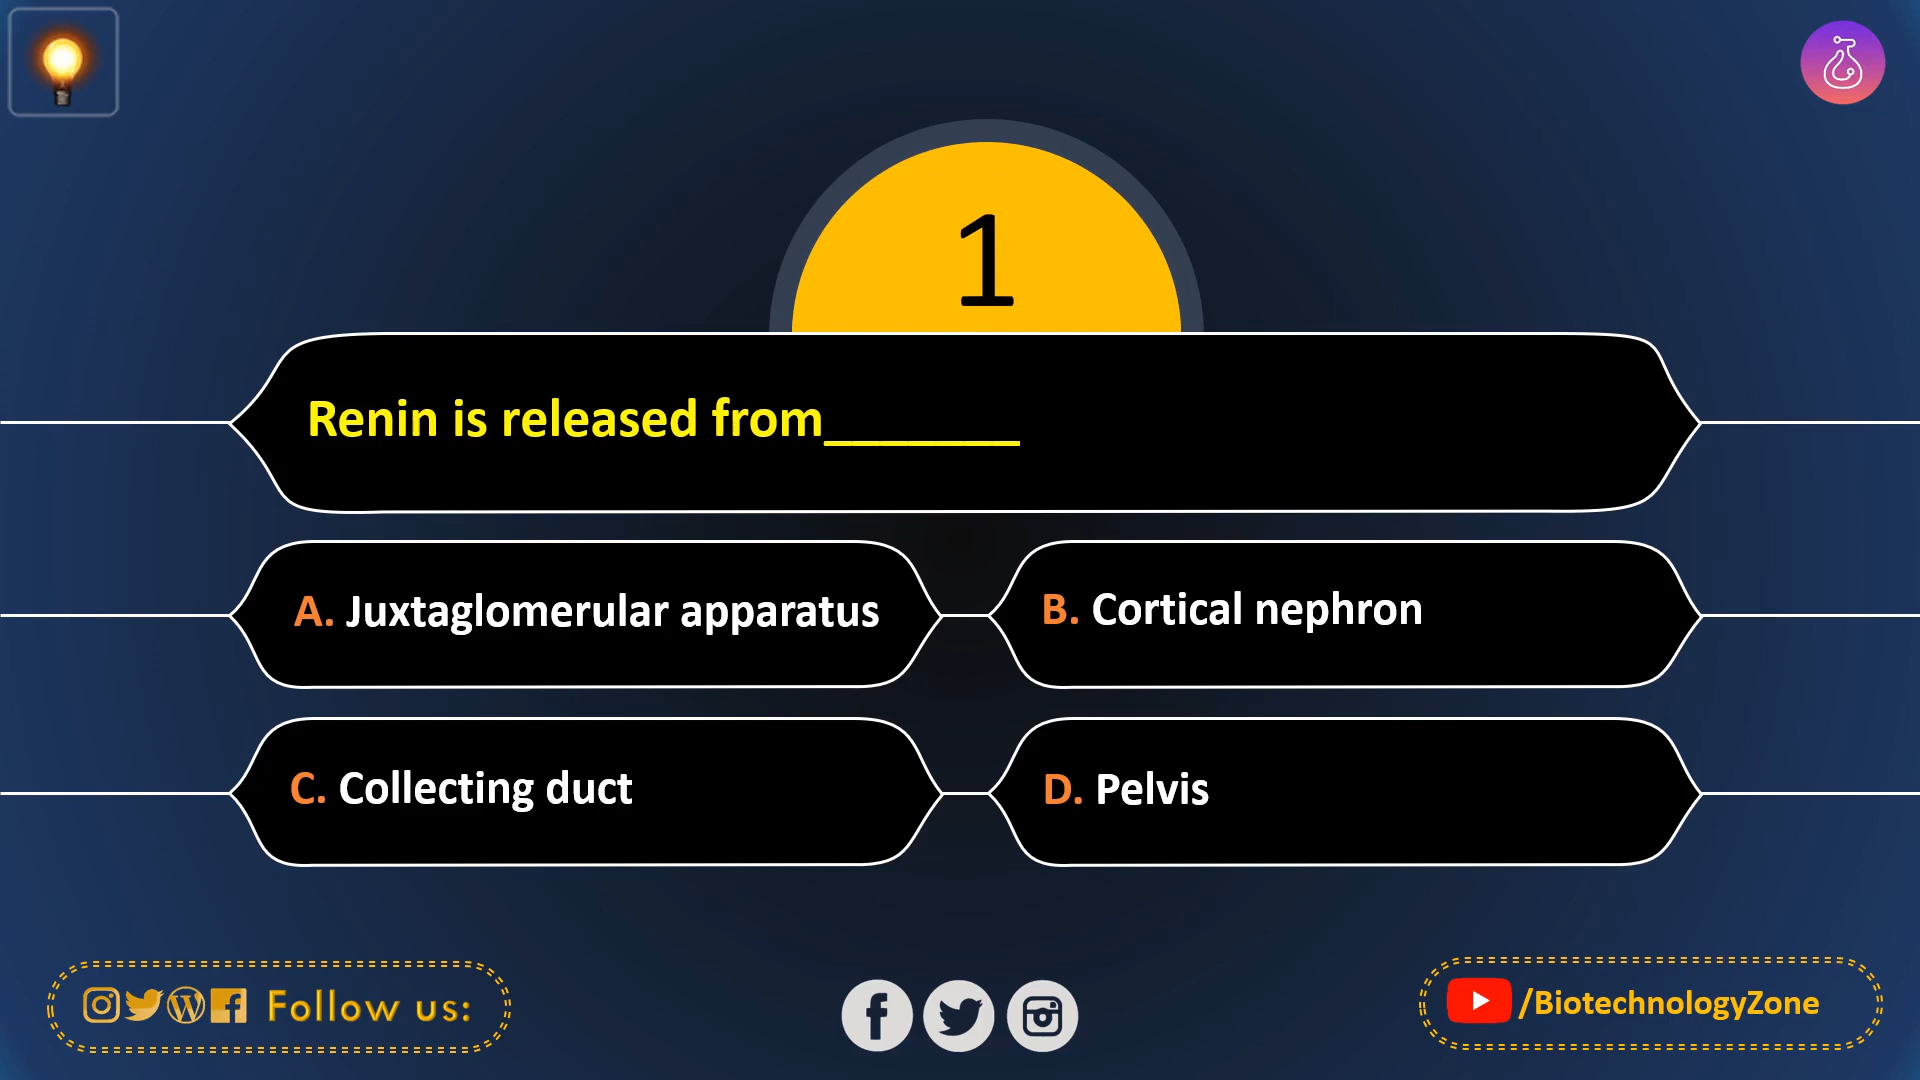 1
Renin is released from_______
A. Juxtaglomerular apparatus
B. Cortical nephron
C. Collecting duct
D. Pelvis
Follow us:
/BiotechnologyZone